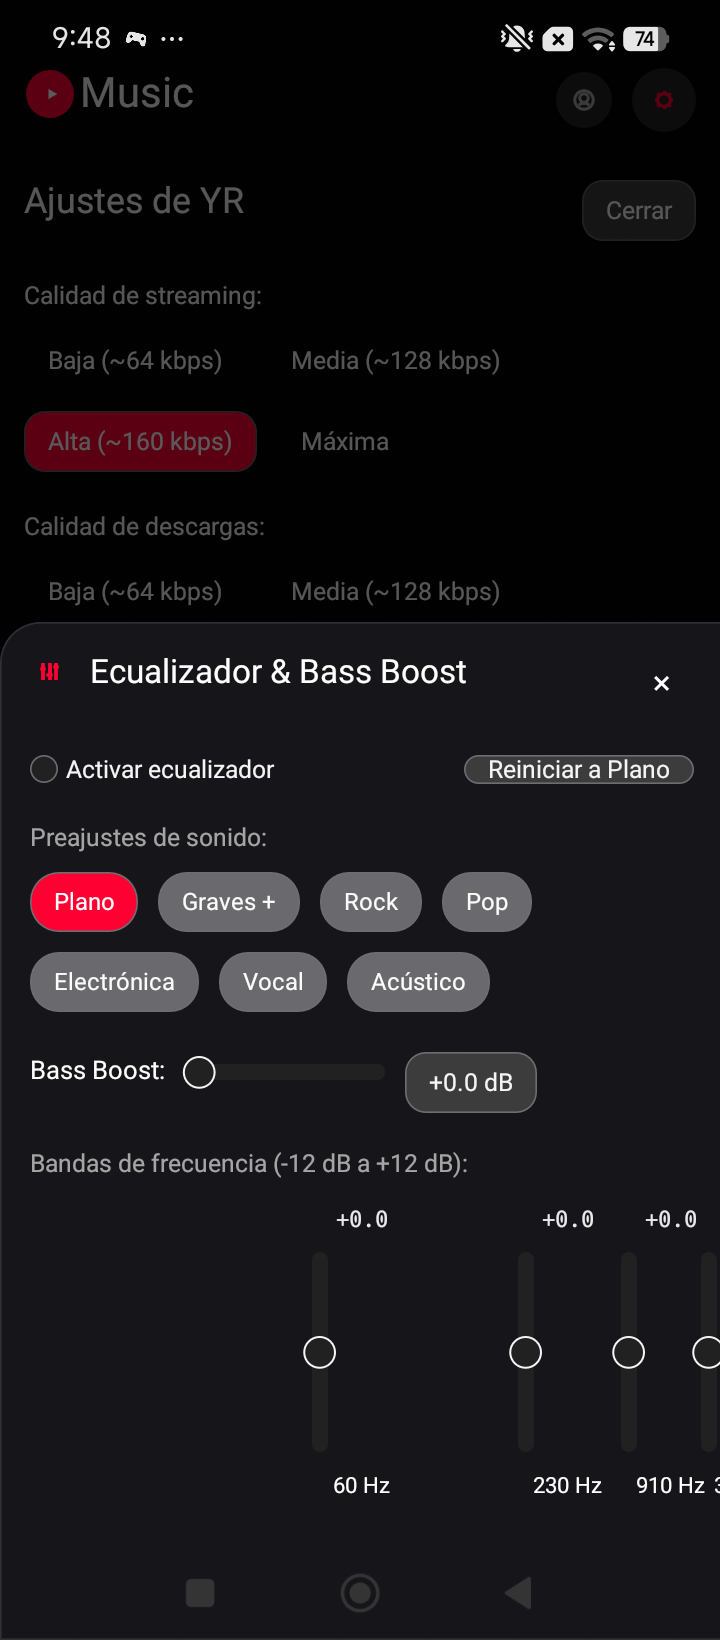 9:48
74
Music
Ajustes de YR
Cerrar
Calidad de streaming:
Baja (~64 kbps) Media (~128 kbps)
Alta (~160 kbps) Máxima
Calidad de descargas:
Baja (~64 kbps) Media (~128 kbps)
Ecualizador & Bass Boost
×
Activar ecualizador
Reiniciar a Plano
Preajustes de sonido:
Plano Graves + Rock Pop
Electrónica Vocal Acústico
Bass Boost: +0.0 dB
Bandas de frecuencia (-12 dB a +12 dB):
+0.0 +0.0 +0.0
60 Hz 230 Hz 910 Hz